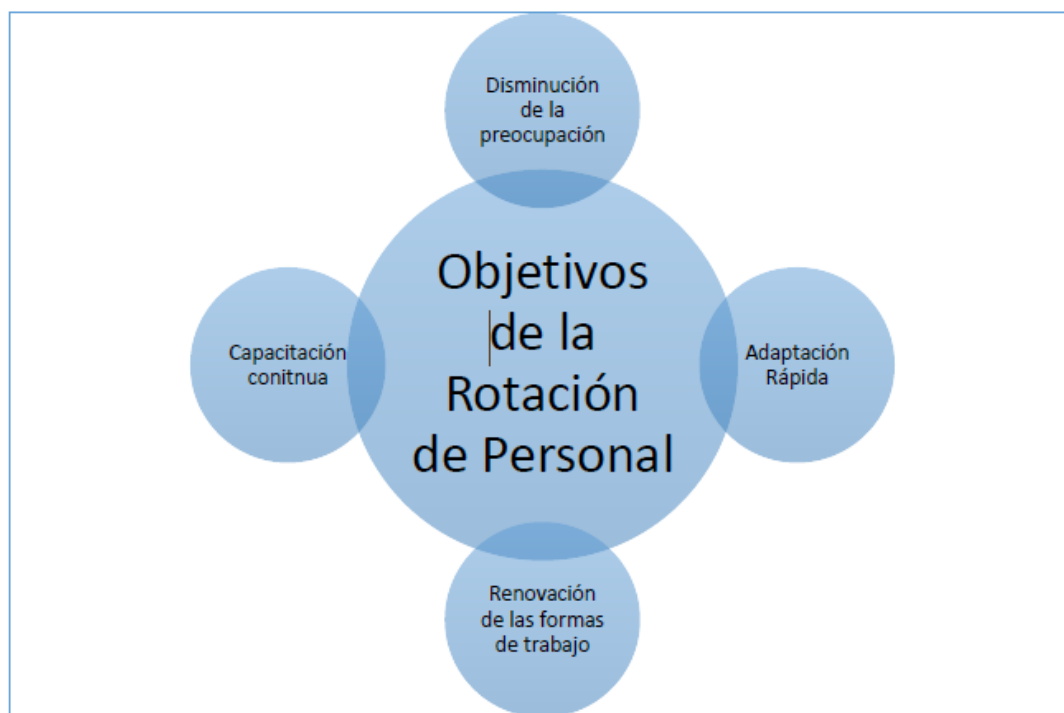 Disminución
de la
preocupación
Objetivos
de la
Rotación
de Personal
Capacitación
conitnua
Adaptación
Rápida
Renovación
de las formas
de trabajo